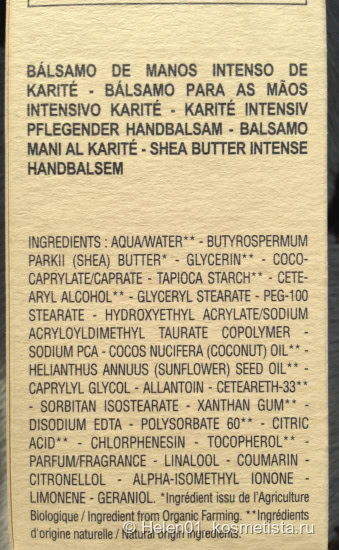 BÁLSAMO DE MANOS INTENSO DE
KARITÉ - BÁLSAMO PARA AS MÃOS
INTENSIVO KARITÉ - KARITÉ INTENSIV
PFLEGENDER HANDBALSAM - BALSAMO
MANI AL KARITÉ - SHEA BUTTER INTENSE
HANDBALSEM
INGREDIENTS : AQUA/WATER** - BUTYROSPERMUM
PARKII (SHEA) BUTTER* - GLYCERIN** - COCO-
CAPRYLATE/CAPRATE - TAPIOCA STARCH** - CETE-
ARYL ALCOHOL** - GLYCERYL STEARATE - PEG-100
STEARATE - HYDROXYETHYL ACRYLATE/SODIUM
ACRYLOYLDIMETHYL TAURATE COPOLYMER -
SODIUM PCA - COCOS NUCIFERA (COCONUT) OIL** -
HELIANTHUS ANNUUS (SUNFLOWER) SEED OIL** -
CAPRYLYL GLYCOL - ALLANTOIN - CETEARETH-33** 
- SORBITAN ISOSTEARATE - XANTHAN GUM** -
DISODIUM EDTA - POLYSORBATE 60** - CITRIC
ACID** - CHLORPHENESIN - TOCOPHEROL** -
PARFUM/FRAGRANCE - LINALOOL - COUMARIN -
CITRONELLOL - ALPHA-ISOMETHYL IONONE -
LIMONENE - GERANIOL. *Ingrédient issu de l'Agriculture
Biologique / Ingredient from Organic Farming. **Ingrédients
d'origine naturelle / Natural origin ingredients.
© Helen01 kosmetista.ru